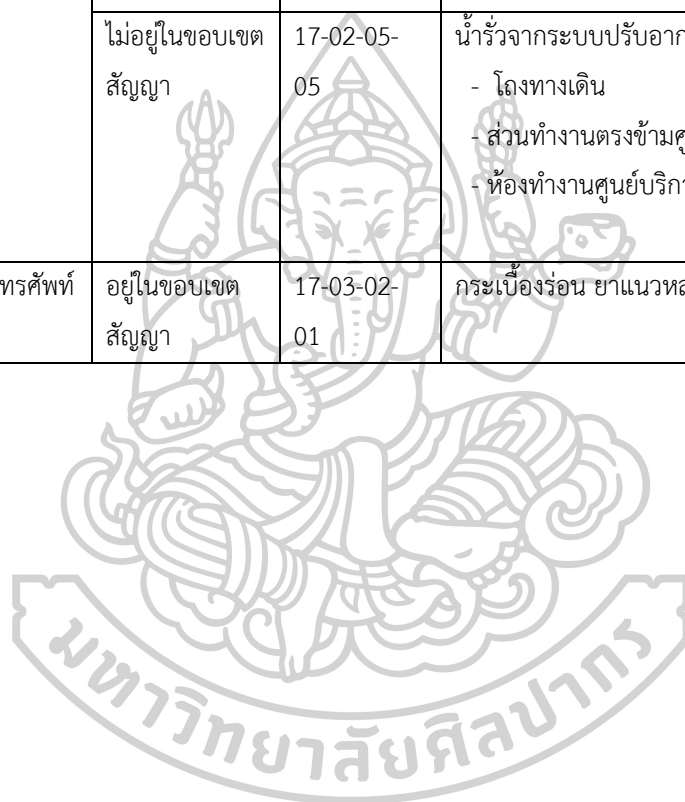 ไม่อยู่ในขอบเขต
สัญญา
17-02-05-
05
น้ำรั่วจากระบบปรับอาก
- โถงทางเดิน
- ส่วนทำงานตรงข้ามศู
- ห้องทำงานศูนย์บริกา
ทรศัพท์
อยู่ในขอบเขต
สัญญา
17-03-02-
01
กระเบื้องร่อน ยาแนวหล
มหาวิทยาลัยศิลปากร